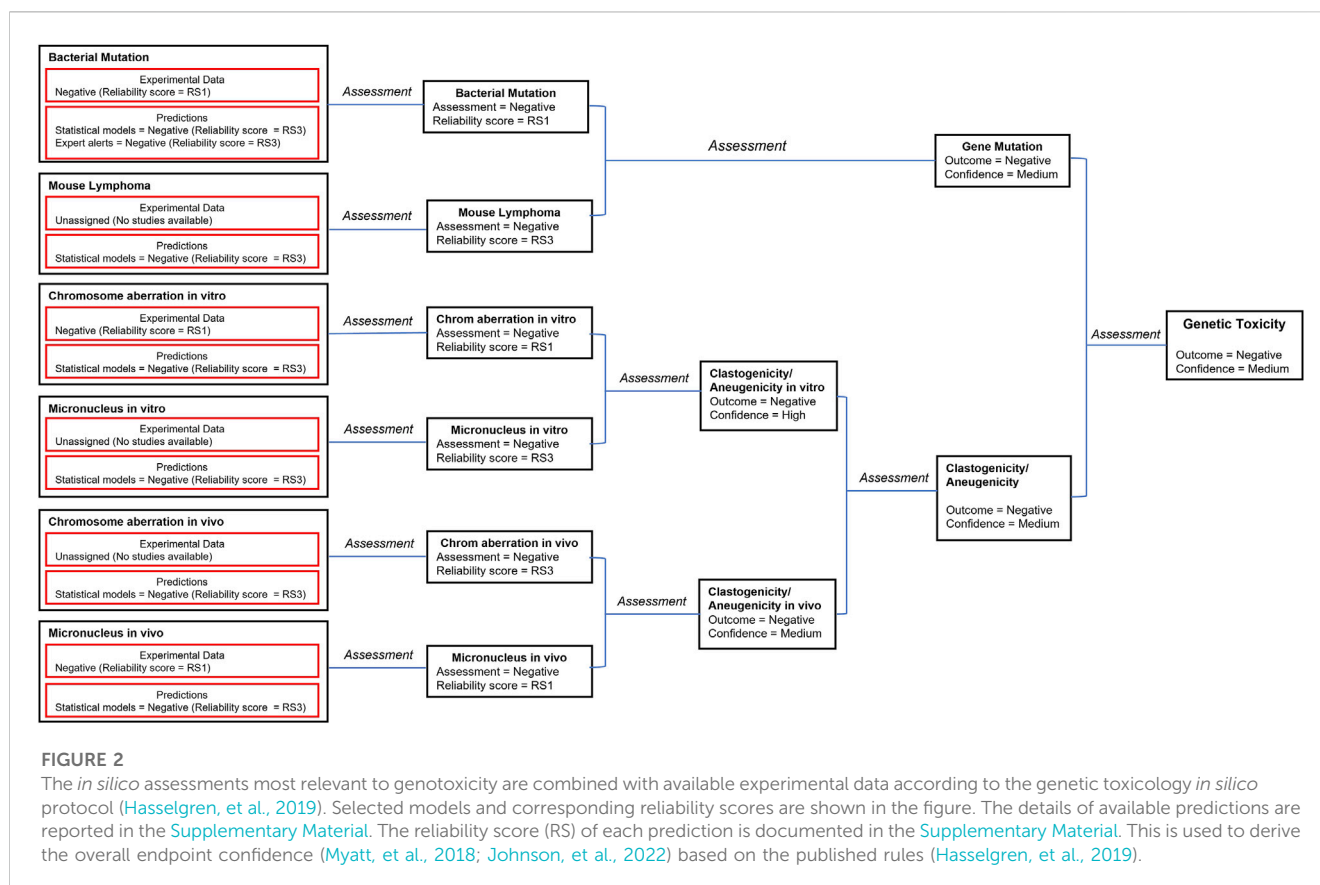 Bacterial Mutation
Experimental Data
Negative (Reliability score = RS1)
Predictions
Statistical models = Negative (Reliability score = RS3)
Expert alerts = Negative (Reliability score = RS3)
Mouse Lymphoma
Experimental Data
Unassigned (No studies available)
Predictions
Statistical models = Negative (Reliability score = RS3)
Chromosome aberration in vitro
Experimental Data
Negative (Reliability score = RS1)
Predictions
Statistical models = Negative (Reliability score = RS3)
Micronucleus in vitro
Experimental Data
Unassigned (No studies available)
Predictions
Statistical models = Negative (Reliability score = RS3)
Chromosome aberration in vivo
Experimental Data
Unassigned (No studies available)
Predictions
Statistical models = Negative (Reliability score = RS3)
Micronucleus in vivo
Experimental Data
Negative (Reliability score = RS1)
Predictions
Statistical models = Negative (Reliability score = RS3)
Assessment
Assessment
Assessment
Assessment
Assessment
Assessment
Bacterial Mutation
Assessment = Negative
Reliability score = RS1
Mouse Lymphoma
Assessment = Negative
Reliability score = RS3
Chrom aberration in vitro
Assessment = Negative
Reliability score = RS1
Micronucleus in vitro
Assessment = Negative
Reliability score = RS3
Chrom aberration in vivo
Assessment = Negative
Reliability score = RS3
Micronucleus in vivo
Assessment = Negative
Reliability score = RS1
Assessment
Assessment
Assessment
Clastogenicity/
Aneugenicity in vitro
Outcome = Negative
Confidence = High
Clastogenicity/
Aneugenicity in vivo
Outcome = Negative
Confidence = Medium
Assessment
Gene Mutation
Outcome = Negative
Confidence = Medium
Clastogenicity/
Aneugenicity
Outcome = Negative
Confidence = Medium
Assessment
Genetic Toxicity
Outcome = Negative
Confidence = Medium
FIGURE 2
The in silico assessments most relevant to genotoxicity are combined with available experimental data according to the genetic toxicology in silico
protocol (Hasselgren, et al., 2019). Selected models and corresponding reliability scores are shown in the figure. The details of available predictions are
reported in the Supplementary Material. The reliability score (RS) of each prediction is documented in the Supplementary Material. This is used to derive
the overall endpoint confidence (Myatt, et al., 2018; Johnson, et al., 2022) based on the published rules (Hasselgren, et al., 2019).